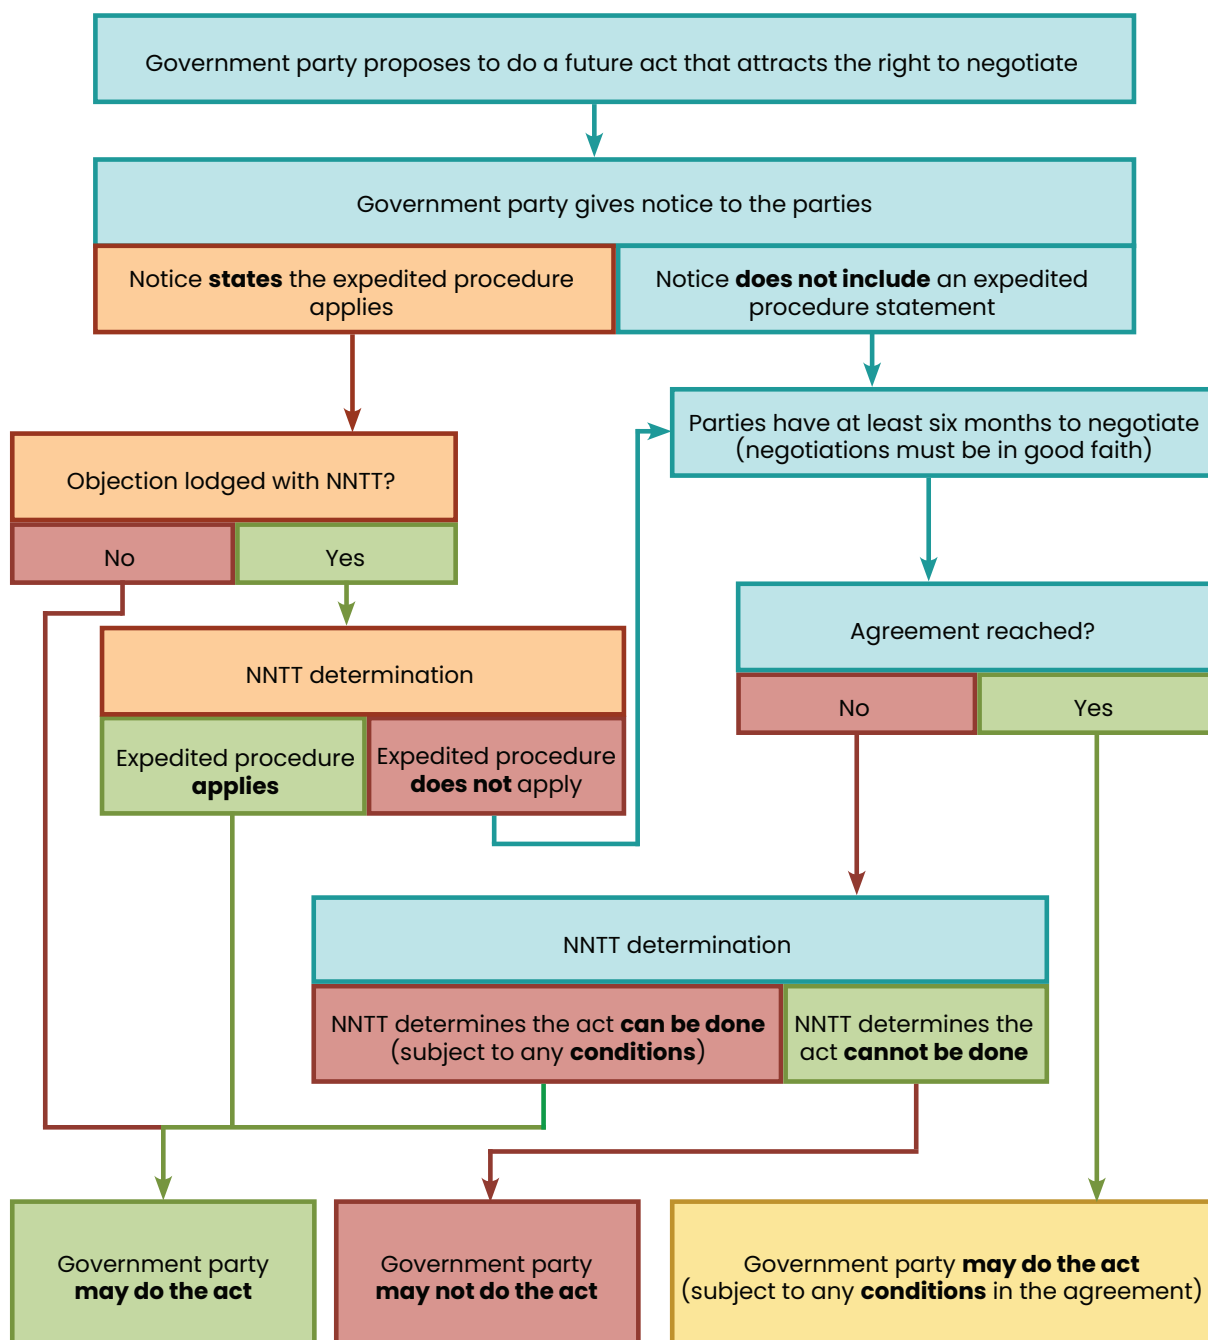 Government party proposes to do a future act that attracts the right to negotiate
Government party gives notice to the parties
Notice states the expedited procedure
applies
Notice does not include an expedited
procedure statement
Parties have at least six months to negotiate
(negotiations must be in good faith)
Objection lodged with NNTT?
No
Yes
Agreement reached?
No
Yes
NNTT determination
Expedited procedure
applies
Expedited procedure
does not apply
NNTT determination
NNTT determines the act can be done
(subject to any conditions)
NNTT determines the
act cannot be done
Government party
may do the act
Government party
may not do the act
Government party may do the act
(subject to any conditions in the agreement)